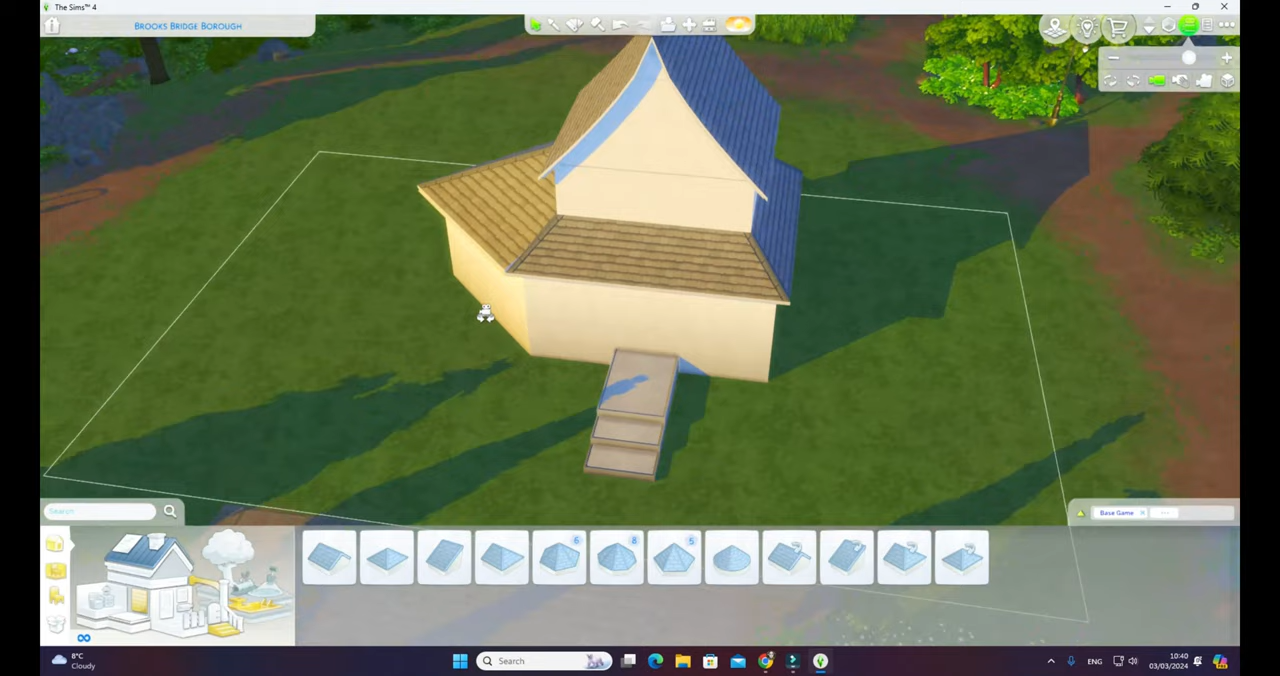 The Sims™ 4
BROOKS BRIDGE BOROUGH
Search
Base Game
6
8
5
8°C
Cloudy
Search
ENG
10:40
03/03/2024